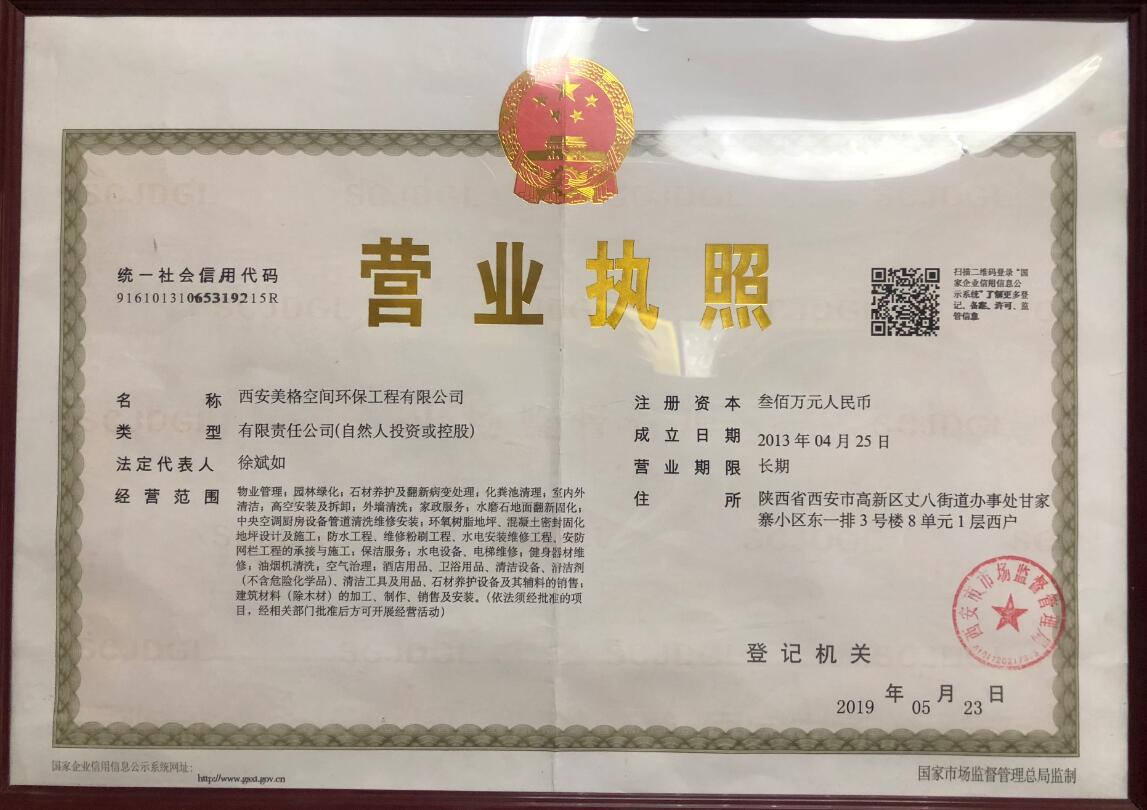 营业执照
统一社会信用代码
91610131065319215R
扫描二维码登录“国
家企业信用信息公
示系统”了解更多登
记、备案、许可、监
管信息
名 称 西安美格空间环保工程有限公司
类 型 有限责任公司(自然人投资或控股)
法定代表人 徐斌如
经营范围 物业管理；园林绿化；石材养护及翻新病变处理；化粪池清理；室内外
清洁；高空安装及拆卸；外墙清洗；家政服务；水磨石地面翻新固化；
中央空调厨房设备管道清洗维修安装；环氧树脂地坪、混凝土密封固化
地坪设计及施工；防水工程、维修粉刷工程、水电安装维修工程、安防
网栏工程的承接与施工；保洁服务；水电设备、电梯维修；健身器材维
修；油烟机清洗；空气治理；酒店用品、卫浴用品、清洁设备、清洁剂
（不含危险化学品）、清洁工具及用品、石材养护设备及其辅料的销售；
建筑材料（除木材）的加工、制作、销售及安装。（依法须经批准的项
目，经相关部门批准后方可开展经营活动）
注册资本 叁佰万元人民币
成立日期 2013年04月25日
营业期限 长期
住 所 陕西省西安市高新区丈八街道办事处甘家
寨小区东一排3号楼8单元1层西户
西安市市场监督管理局
登记机关
2019年05月23日
国家企业信用信息公示系统网址：
http://www.gsxt.gov.cn
国家市场监督管理总局监制